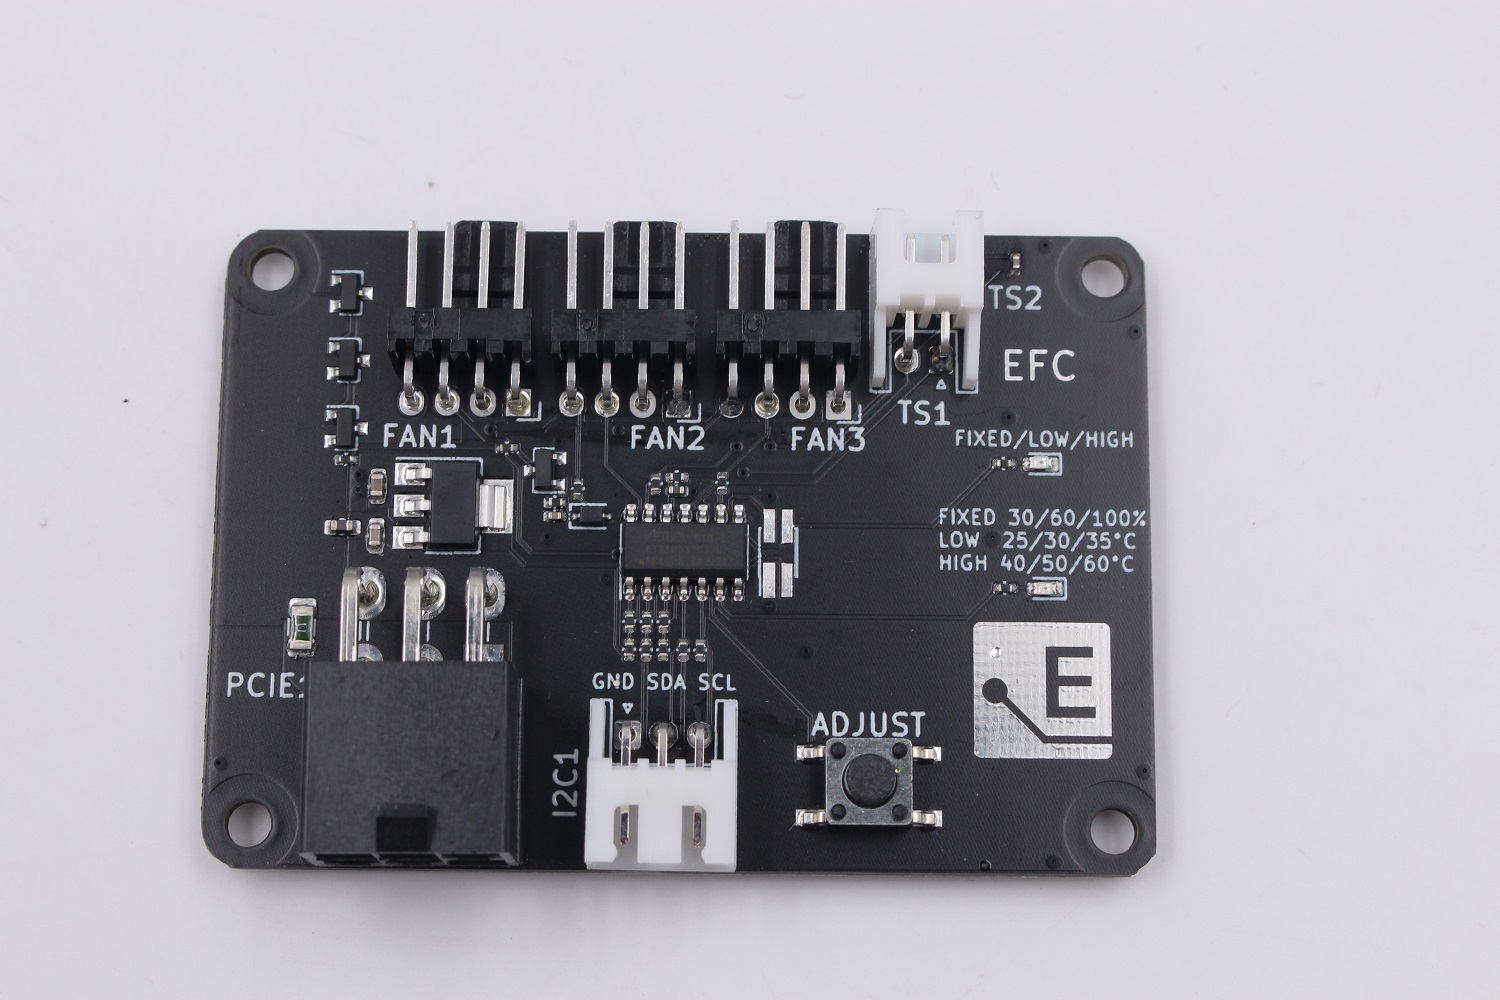 TS2
EFC
TS1
FAN1
FAN2
FAN3
FIXED/LOW/HIGH
FIXED 30/60/100%
LOW 25/30/35°C
HIGH 40/50/60°C
PCIE1
GND SDA SCL
ADJUST
E
I2C1